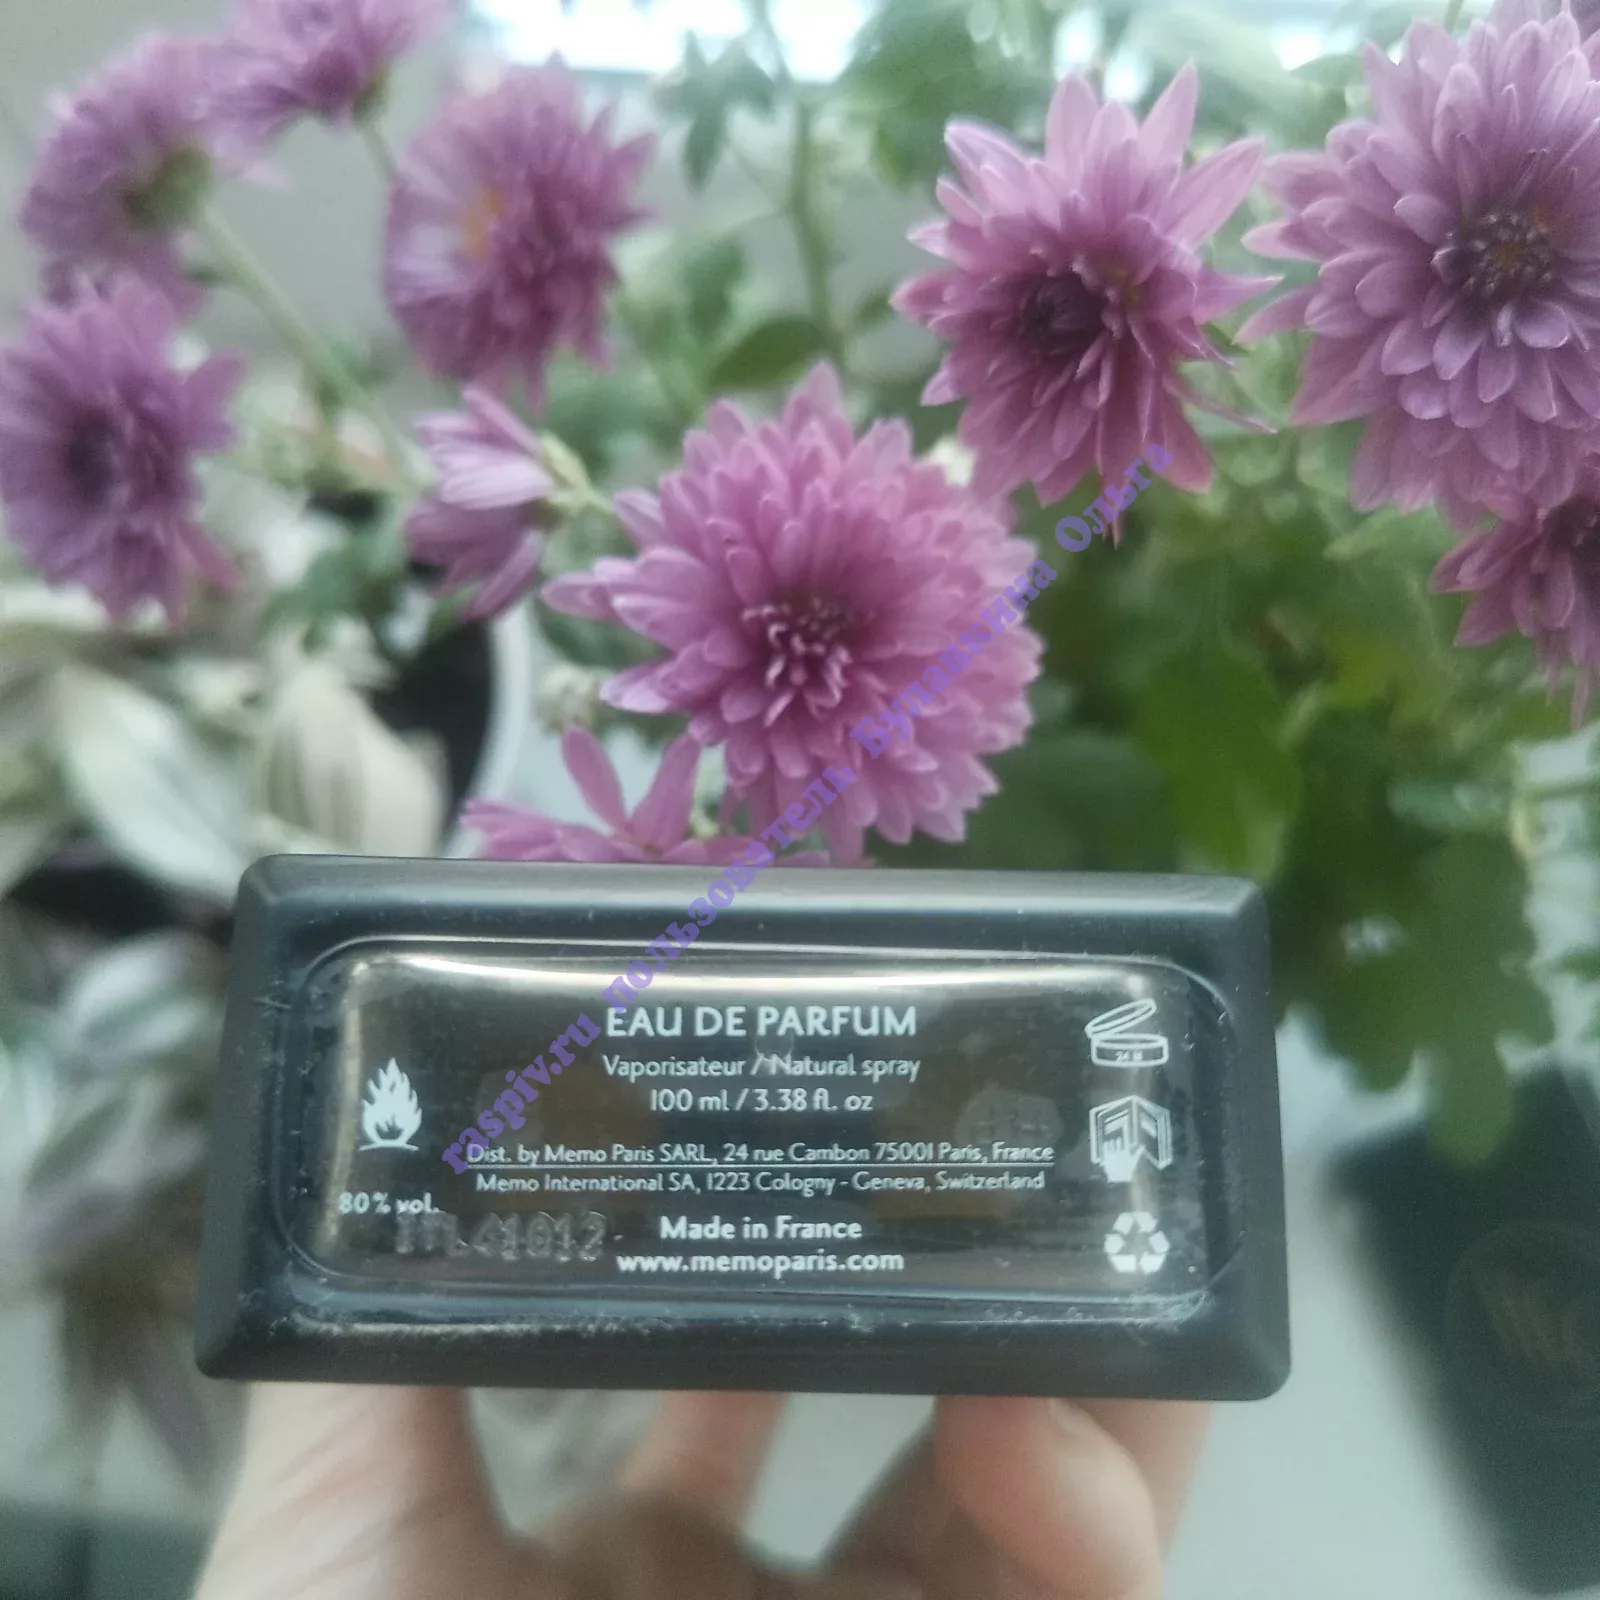 EAU DE PARFUM
Vaporisateur / Natural spray
100 ml / 3.38 fl. oz
Dist. by Memo Paris SARL, 24 rue Cambon 75001 Paris, France
Memo International SA, 1223 Cologny - Geneva, Switzerland
80 % vol.
Made in France
www.memoparis.com
24 M
raspiv.ru пользователь Булавкина Ольга